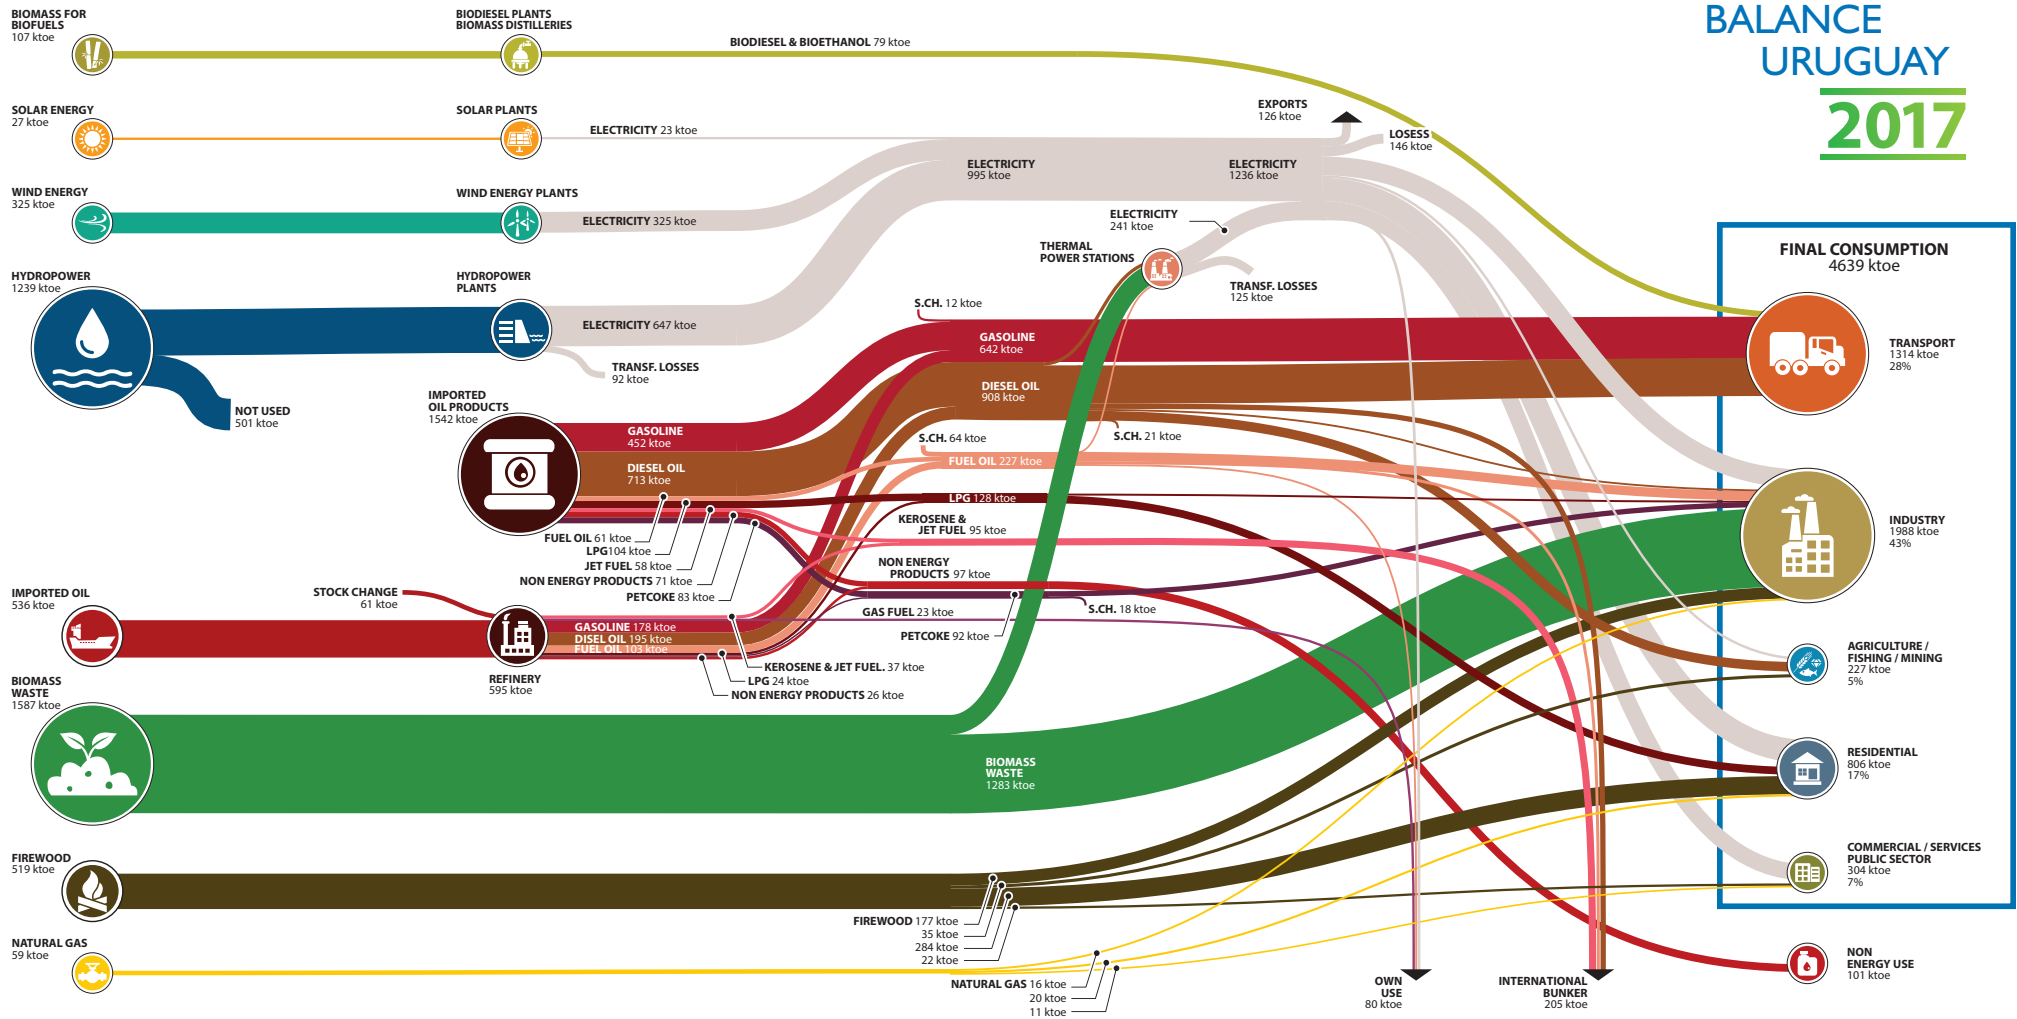 BALANCE
URUGUAY
2017
BIOMASS FOR
BIOFUELS
107 ktoe
BIODIESEL PLANTS
BIOMASS DISTILLERIES
BIODIESEL & BIOETHANOL 79 ktoe
SOLAR ENERGY
27 ktoe
SOLAR PLANTS
ELECTRICITY 23 ktoe
EXPORTS
126 ktoe
LOSESS
146 ktoe
ELECTRICITY
995 ktoe
ELECTRICITY
1236 ktoe
WIND ENERGY
325 ktoe
WIND ENERGY PLANTS
ELECTRICITY 325 ktoe
ELECTRICITY
241 ktoe
THERMAL
POWER STATIONS
TRANSF. LOSSES
125 ktoe
FINAL CONSUMPTION
4639 ktoe
HYDROPOWER
1239 ktoe
HYDROPOWER
PLANTS
ELECTRICITY 647 ktoe
TRANSF. LOSSES
92 ktoe
NOT USED
501 ktoe
S.CH. 12 ktoe
GASOLINE
642 ktoe
DIESEL OIL
908 ktoe
TRANSPORT
1314 ktoe
28%
IMPORTED
OIL PRODUCTS
1542 ktoe
GASOLINE
452 ktoe
DIESEL OIL
713 ktoe
S.CH. 64 ktoe
S.CH. 21 ktoe
FUEL OIL 227 ktoe
LPG 128 ktoe
KEROSENE &
JET FUEL 95 ktoe
FUEL OIL 61 ktoe
LPG104 ktoe
JET FUEL 58 ktoe
NON ENERGY PRODUCTS 71 ktoe
PETCOKE 83 ktoe
NON ENERGY
PRODUCTS 97 ktoe
GAS FUEL 23 ktoe
S.CH. 18 ktoe
PETCOKE 92 ktoe
INDUSTRY
1988 ktoe
43%
IMPORTED OIL
536 ktoe
STOCK CHANGE
61 ktoe
REFINERY
595 ktoe
GASOLINE 178 ktoe
DISEL OIL 195 ktoe
FUEL OIL 103 ktoe
KEROSENE & JET FUEL. 37 ktoe
LPG 24 ktoe
NON ENERGY PRODUCTS 26 ktoe
AGRICULTURE /
FISHING / MINING
227 ktoe
5%
BIOMASS
WASTE
1587 ktoe
BIOMASS
WASTE
1283 ktoe
RESIDENTIAL
806 ktoe
17%
COMMERCIAL / SERVICES
PUBLIC SECTOR
304 ktoe
7%
FIREWOOD
519 ktoe
FIREWOOD 177 ktoe
35 ktoe
284 ktoe
22 ktoe
NATURAL GAS
59 ktoe
NATURAL GAS 16 ktoe
20 ktoe
11 ktoe
OWN
USE
80 ktoe
INTERNATIONAL
BUNKER
205 ktoe
NON
ENERGY USE
101 ktoe